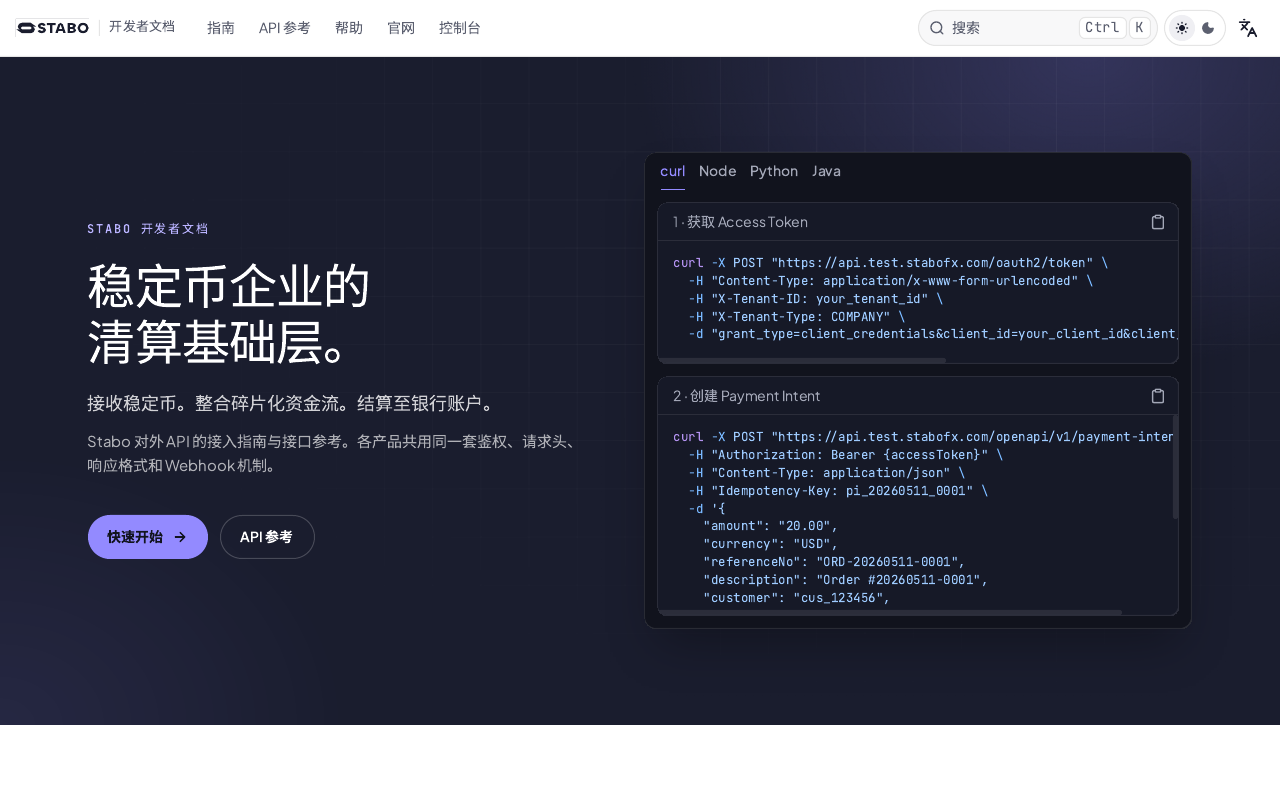 STABO 开发者文档 指南 API 参考 帮助 官网 控制台 搜索 Ctrl K
STABO 开发者文档
稳定币企业的
清算基础层。
接收稳定币。整合碎片化资金流。结算至银行账户。
Stabo 对外 API 的接入指南与接口参考。各产品共用同一套鉴权、请求头、
响应格式和 Webhook 机制。
快速开始 → API 参考
curl Node Python Java
1 · 获取 Access Token
curl -X POST "https://api.test.stabofx.com/oauth2/token" \
-H "Content-Type: application/x-www-form-urlencoded" \
-H "X-Tenant-ID: your_tenant_id" \
-H "X-Tenant-Type: COMPANY" \
-d "grant_type=client_credentials&client_id=your_client_id&client_
2 · 创建 Payment Intent
curl -X POST "https://api.test.stabofx.com/openapi/v1/payment-inten
-H "Authorization: Bearer {accessToken}" \
-H "Content-Type: application/json" \
-H "Idempotency-Key: pi_20260511_0001" \
-d '{
"amount": "20.00",
"currency": "USD",
"referenceNo": "ORD-20260511-0001",
"description": "Order #20260511-0001",
"customer": "cus_123456",